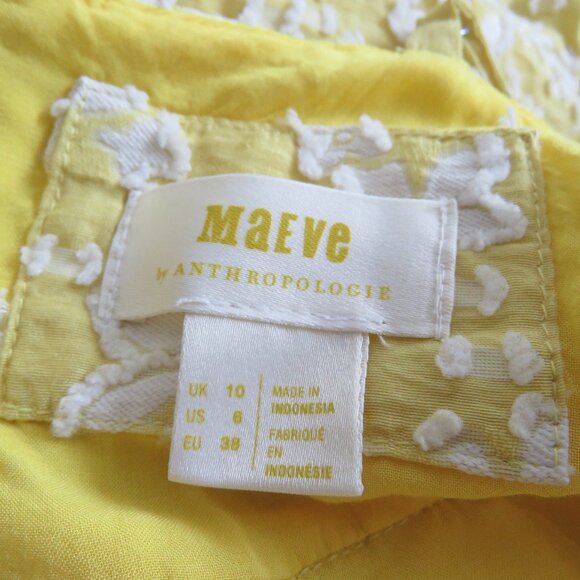 MaEVe
by ANTHROPOLOGIE
UK 10
US 6
EU 38
MADE IN
INDONESIA
FABRIQUÉ
EN
INDONÉSIE